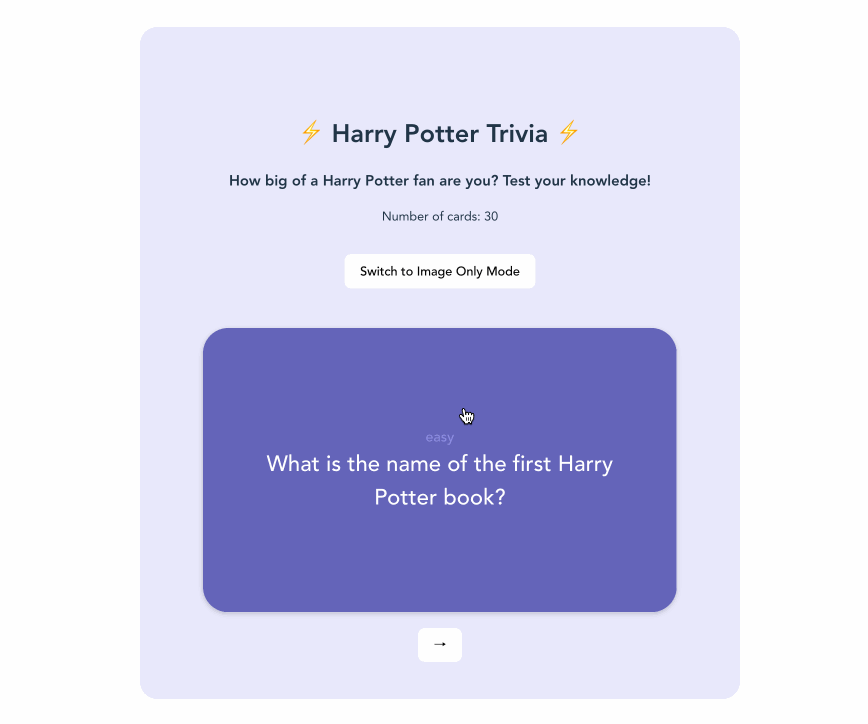 ⚡ Harry Potter Trivia ⚡
How big of a Harry Potter fan are you? Test your knowledge!
Number of cards: 30
Switch to Image Only Mode
easy
What is the name of the first Harry
Potter book?
→